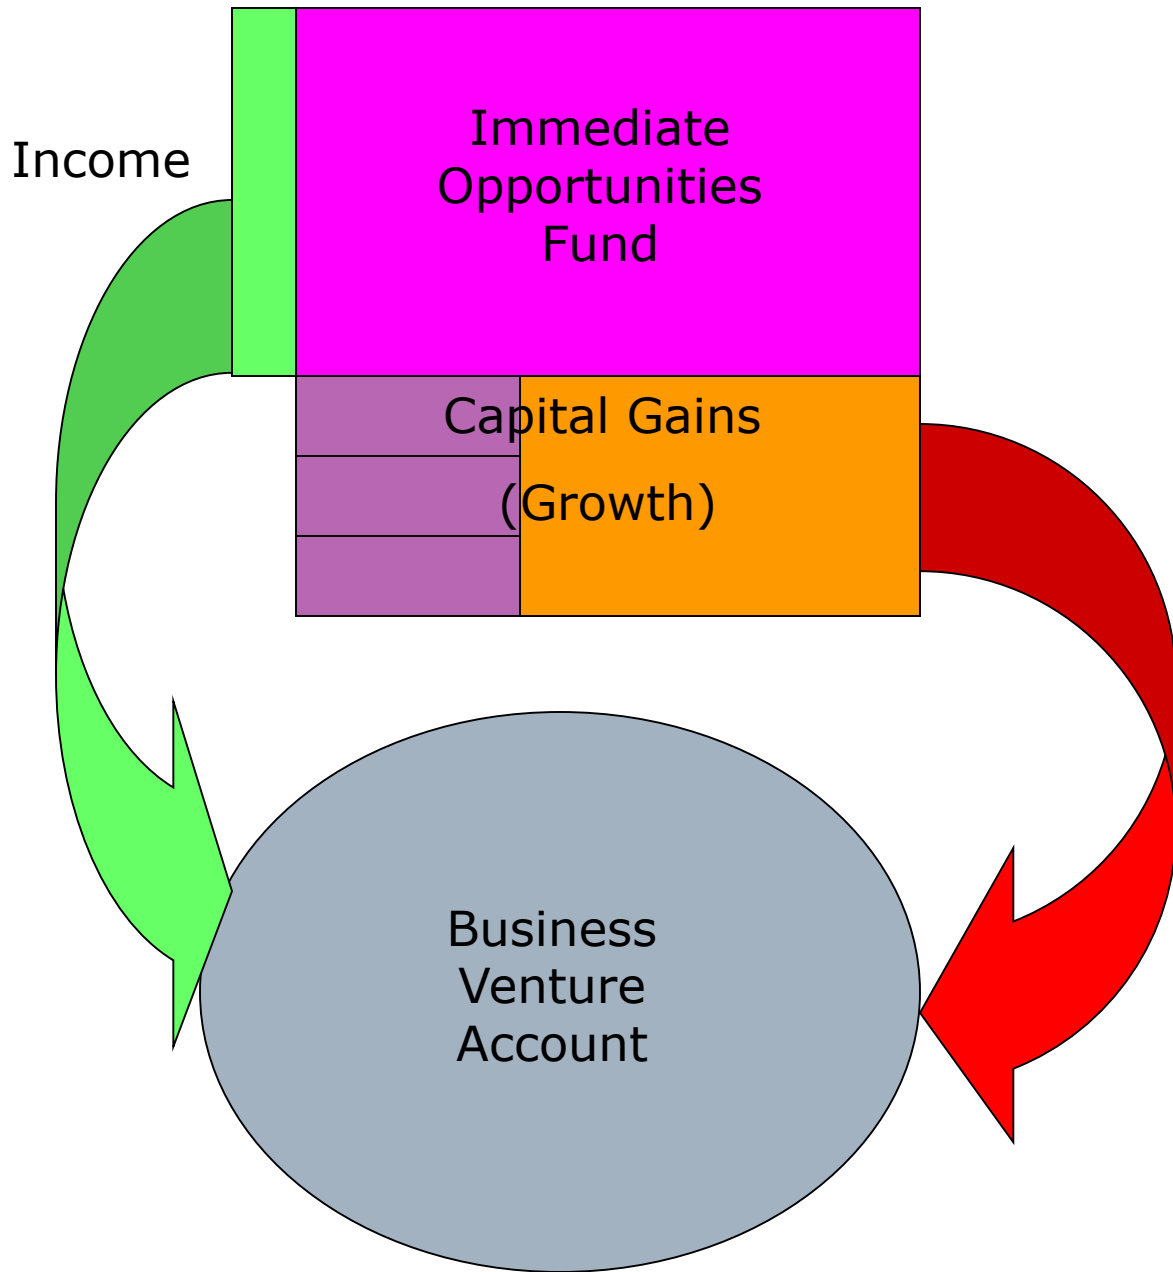 Income
Immediate
Opportunities
Fund
Capital Gains
(Growth)
Business
Venture
Account